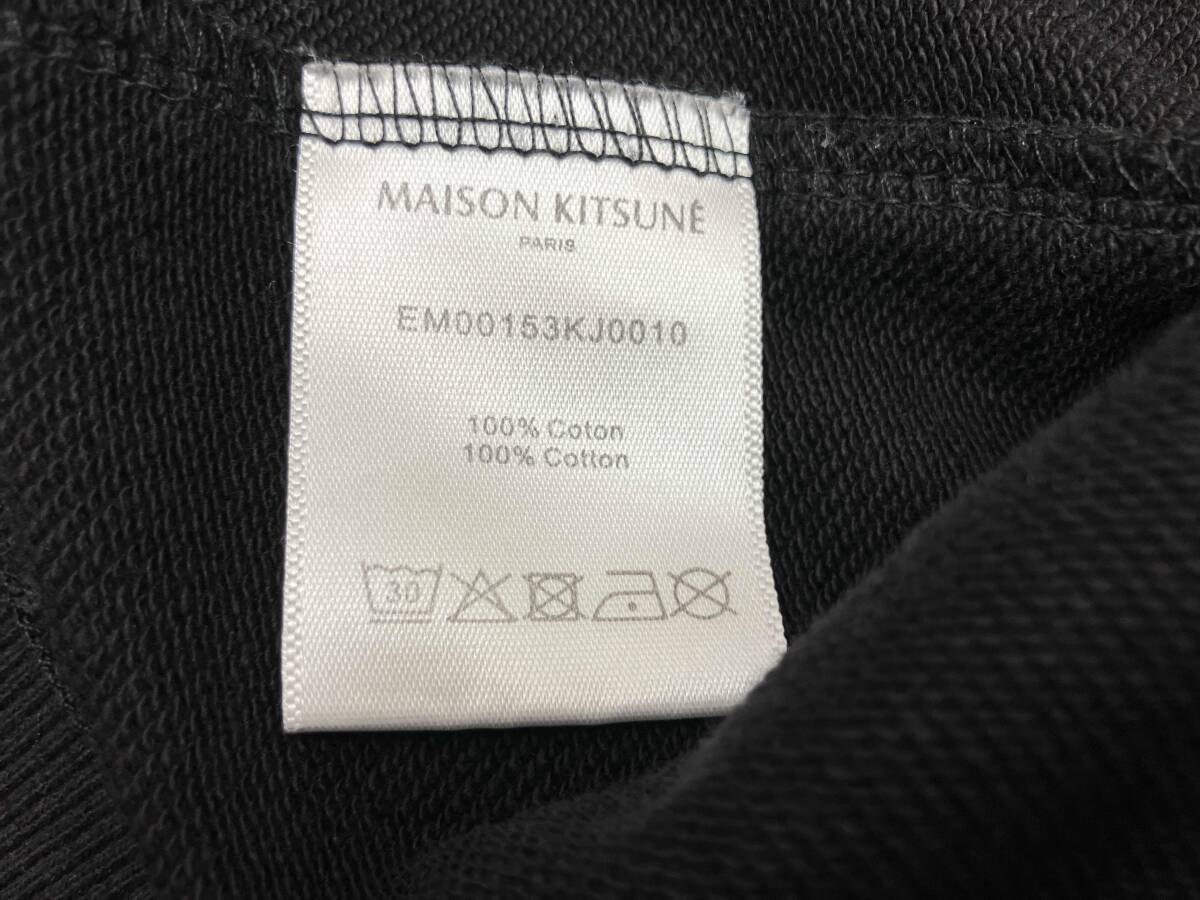 MAISON KITSUNÉ
PARIS
EM00153KJ0010
100% Coton
100% Cotton
30